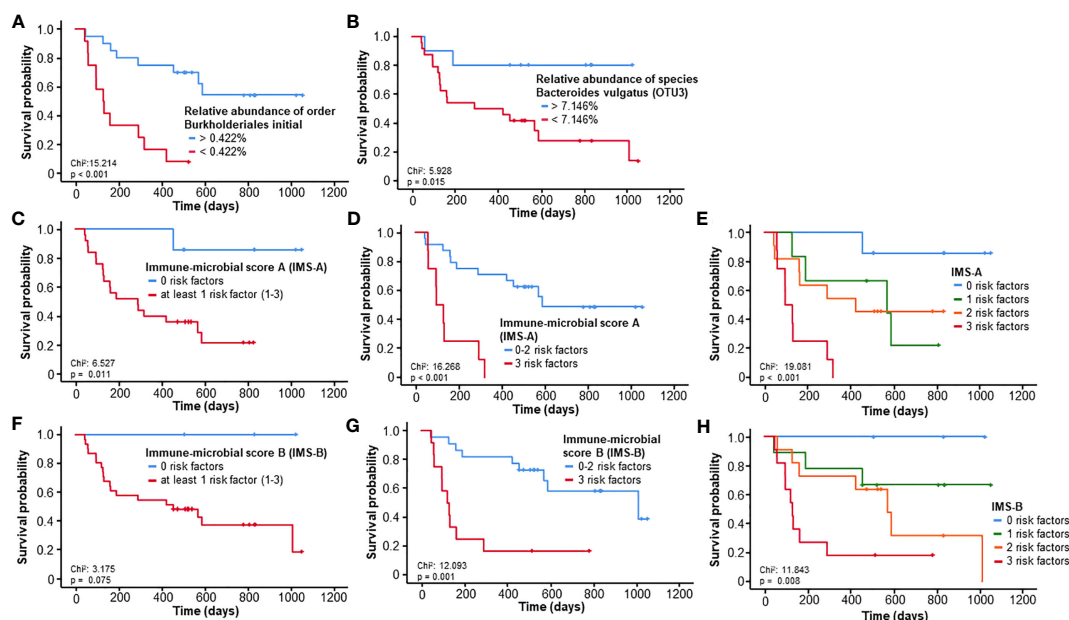 A
Survival probability
1.0
0.8
0.6
0.4
0.2
0
Relative abundance of order
Burkholderiales initial
> 0.422%
< 0.422%
Chi²:15.214
p < 0.001
0 200 400 600 800 1000 1200
Time (days)
B
Survival probability
1.0
0.8
0.6
0.4
0.2
0
Relative abundance of species
Bacteroides vulgatus (OTU3)
> 7.146%
< 7.146%
Chi²: 5.928
p = 0.015
0 200 400 600 800 1000 1200
Time (days)
C
Survival probability
1.0
0.8
0.6
0.4
0.2
0
Immune-microbial score A (IMS-A)
0 risk factors
at least 1 risk factor (1-3)
Chi²: 6.527
p = 0.011
0 200 400 600 800 1000 1200
Time (days)
D
Survival probability
1.0
0.8
0.6
0.4
0.2
0
Immune-microbial score A
(IMS-A)
0-2 risk factors
3 risk factors
Chi²: 16.268
p < 0.001
0 200 400 600 800 1000 1200
Time (days)
E
Survival probability
1.0
0.8
0.6
0.4
0.2
0
IMS-A
0 risk factors
1 risk factors
2 risk factors
3 risk factors
Chi²: 19.081
p < .001
0 200 400 600 800 1000 1200
Time (days)
F
Survival probability
1.0
0.8
0.6
0.4
0.2
Immune-microbial score B (IMS-B)
0 risk factors
at least 1 risk factor (1-3)
Chi²: 3.175
p = 0.075
0 200 400 600 800 1000
Time (days)
G
Survival probability
1.0
0.8
0.6
0.4
0.2
0
Immune-microbial
score B (IMS-B)
0-2 risk factors
3 risk factors
Chi²: 12.093
p = 0.001
0 200 400 600 800 1000 1200
Time (days)
H
Survival probability
1.0
0.8
0.6
0.4
0.2
0
IMS-B
0 risk factors
1 risk factors
2 risk factors
3 risk factors
Chi²: 11.843
p = 0.008
0 200 400 600 800 1000 1200
Time (days)